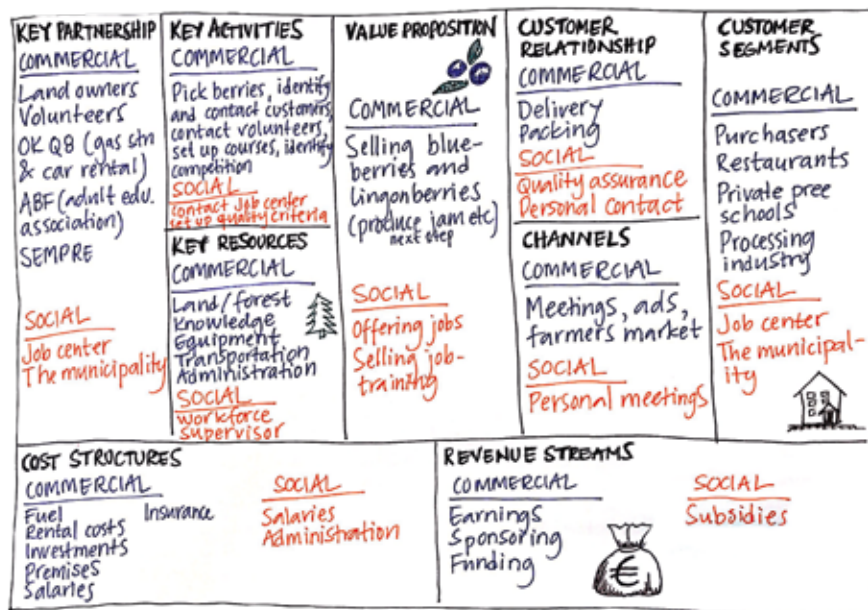 KEY PARTNERSHIP
COMMERCIAL
Land owners
Volunteers
OK Q8 (gas stn
& car rental)
ABF (adult edu.
association)
SEMPRE
SOCIAL
Job center
The municipality
KEY ACTIVITIES
COMMERCIAL
Pick berries, identify
and contact customers,
contact volunteers,
set up courses, identify
competition
SOCIAL
contact Job center
set up quality criteria
KEY RESOURCES
COMMERCIAL
Land/forest
Knowledge
Equipment
Transportation
Administration
SOCIAL
Workforce
Supervisor
VALUE PROPOSITION
COMMERCIAL
Selling blue-
berries and
Lingonberries
(produce jam etc)
next step
SOCIAL
Offering jobs
Selling job-
training
CUSTOMER
RELATIONSHIP
COMMERCIAL
Delivery
Packing
SOCIAL
Quality assurance
Personal contact
CHANNELS
COMMERCIAL
Meetings, ads,
farmers market
SOCIAL
Personal meetings
CUSTOMER
SEGMENTS
COMMERCIAL
Purchasers
Restaurants
Private pree
schools
Processing
industry
SOCIAL
Job center
The municipal-
ity
COST STRUCTURES
COMMERCIAL
Fuel Insurance
Rental costs
Investments
Premises
Salaries
SOCIAL
Salaries
Administration
REVENUE STREAMS
COMMERCIAL
Earnings
Sponsoring
Funding
€
SOCIAL
Subsidies